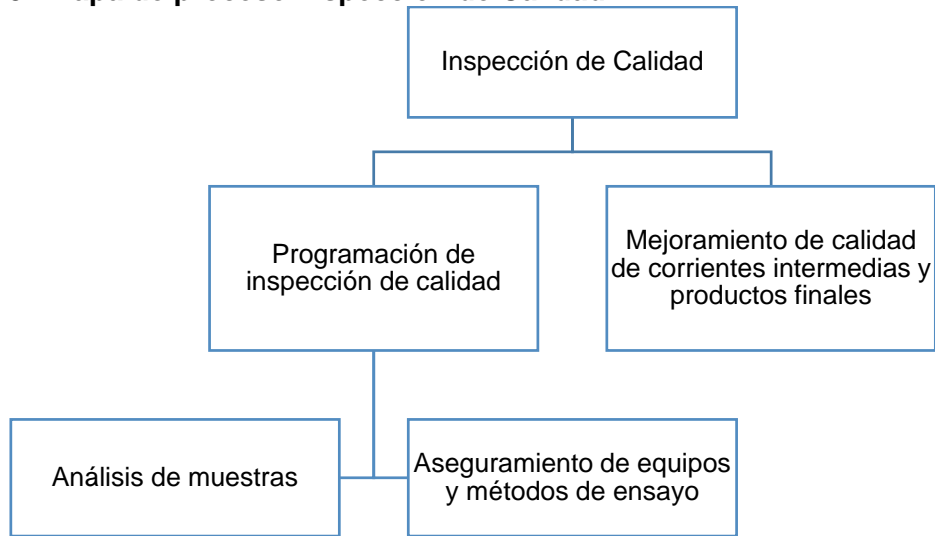 Inspección de Calidad
Programación de
inspección de calidad
Mejoramiento de calidad
de corrientes intermedias y
productos finales
Análisis de muestras
Aseguramiento de equipos
y métodos de ensayo